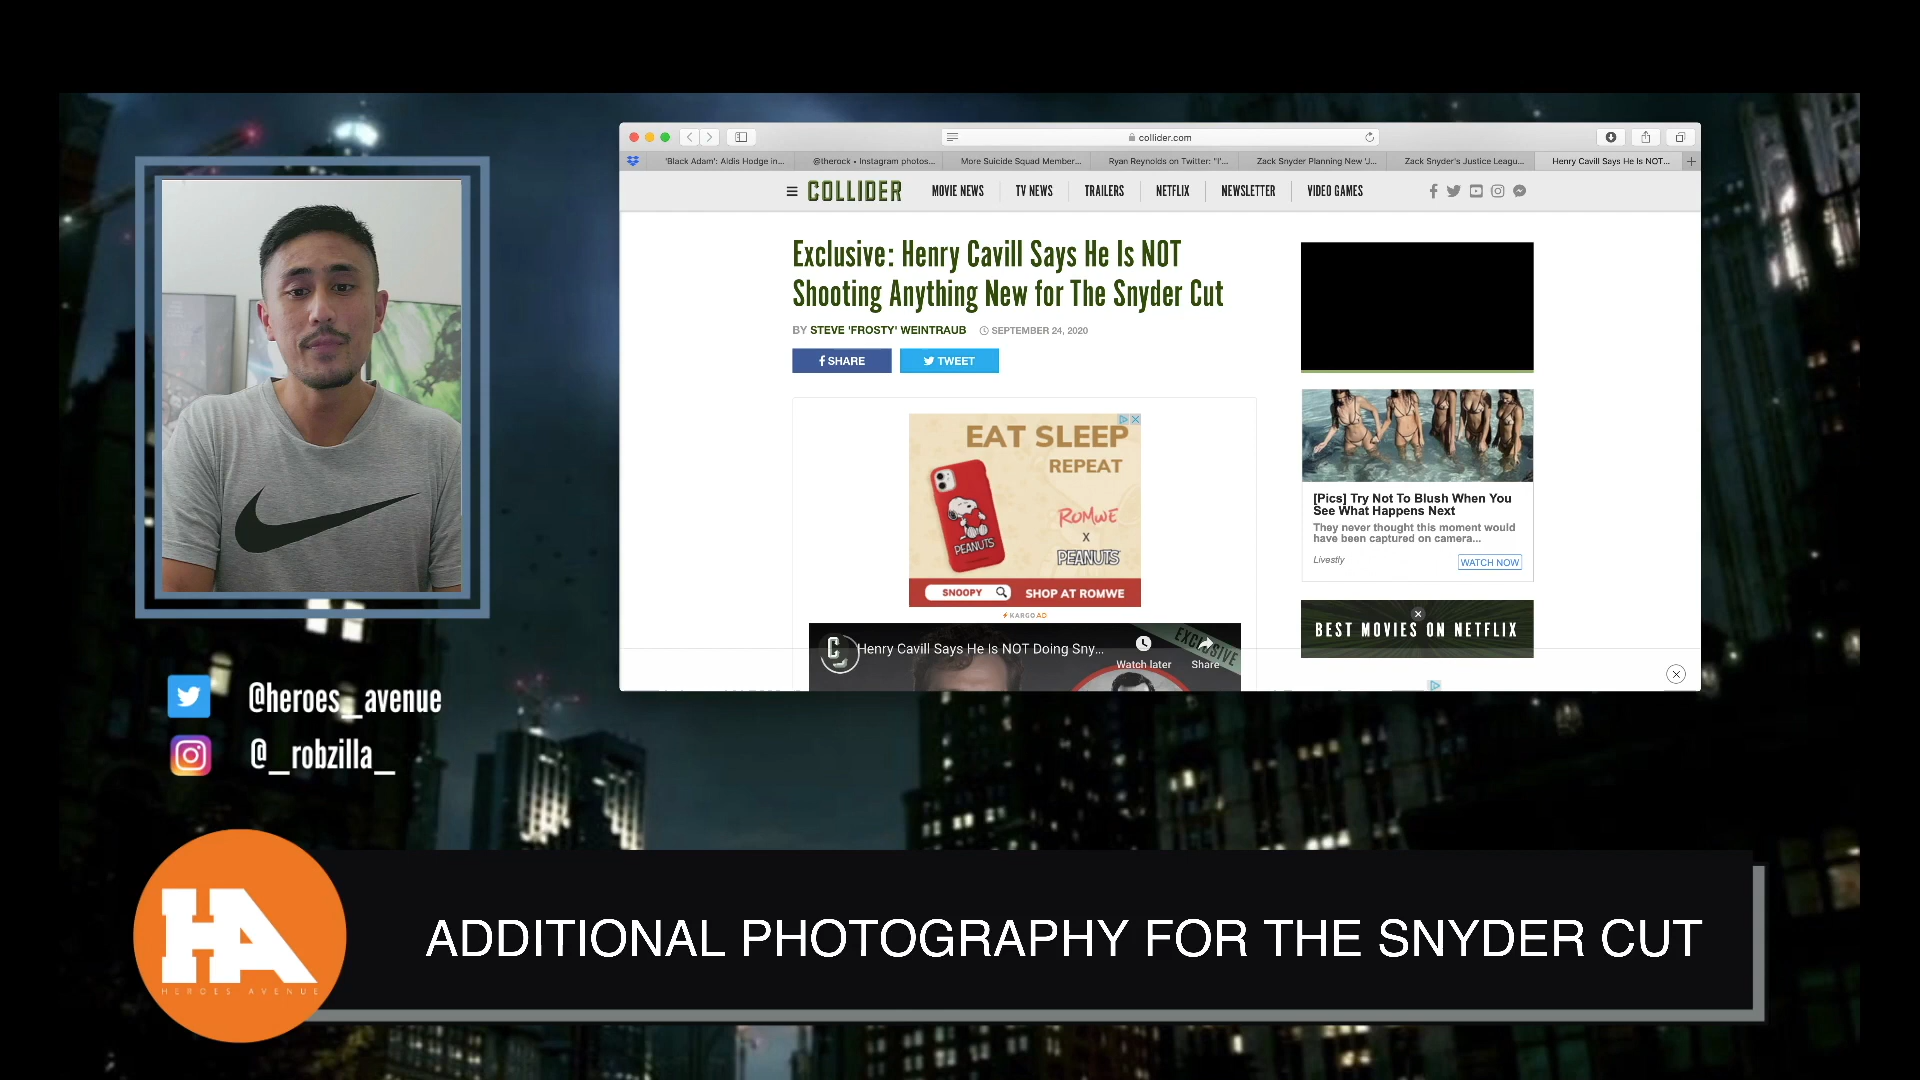 collider.com
'Black Adam': Aldis Hodge in...
@therock • Instagram photos...
More Suicide Squad Member...
Ryan Reynolds on Twitter: "I'...
Zack Snyder Planning New 'J...
Zack Snyder's Justice Leagu...
Henry Cavill Says He Is NOT...
COLLIDER
MOVIE NEWS
TV NEWS
TRAILERS
NETFLIX
NEWSLETTER
VIDEO GAMES
Exclusive: Henry Cavill Says He Is NOT
Shooting Anything New for The Snyder Cut
BY STEVE 'FROSTY' WEINTRAUB
SEPTEMBER 24, 2020
SHARE
TWEET
EAT SLEEP
REPEAT
PEANUTS
ROMWE
X
PEANUTS
SNOOPY
SHOP AT ROMWE
KARGO AD
Henry Cavill Says He Is NOT Doing Sny...
Watch later
Share
EXCLUSIVE
[Pics] Try Not To Blush When You
See What Happens Next
They never thought this moment would
have been captured on camera...
Livestly
WATCH NOW
BEST MOVIES ON NETFLIX
@heroes_avenue
@_robzilla_
HA
HEROES AVENUE
ADDITIONAL PHOTOGRAPHY FOR THE SNYDER CUT